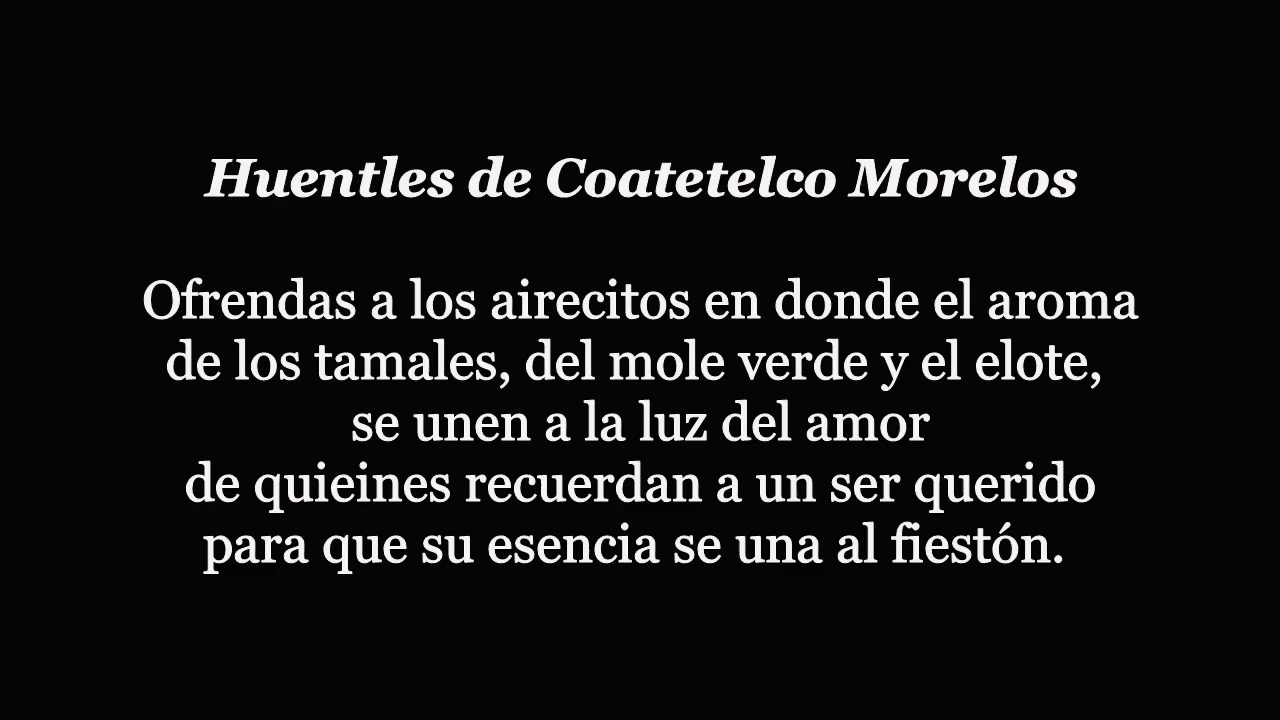 Huentles de Coatetelco Morelos
Ofrendas a los airecitos en donde el aroma
de los tamales, del mole verde y el elote,
se unen a la luz del amor
de quieines recuerdan a un ser querido
para que su esencia se una al fiestón.